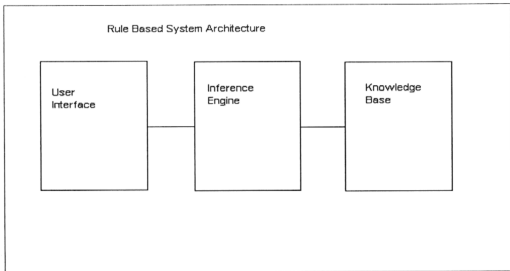 Rule Based System Architecture
User
Interface
Inference
Engine
Knowledge
Base